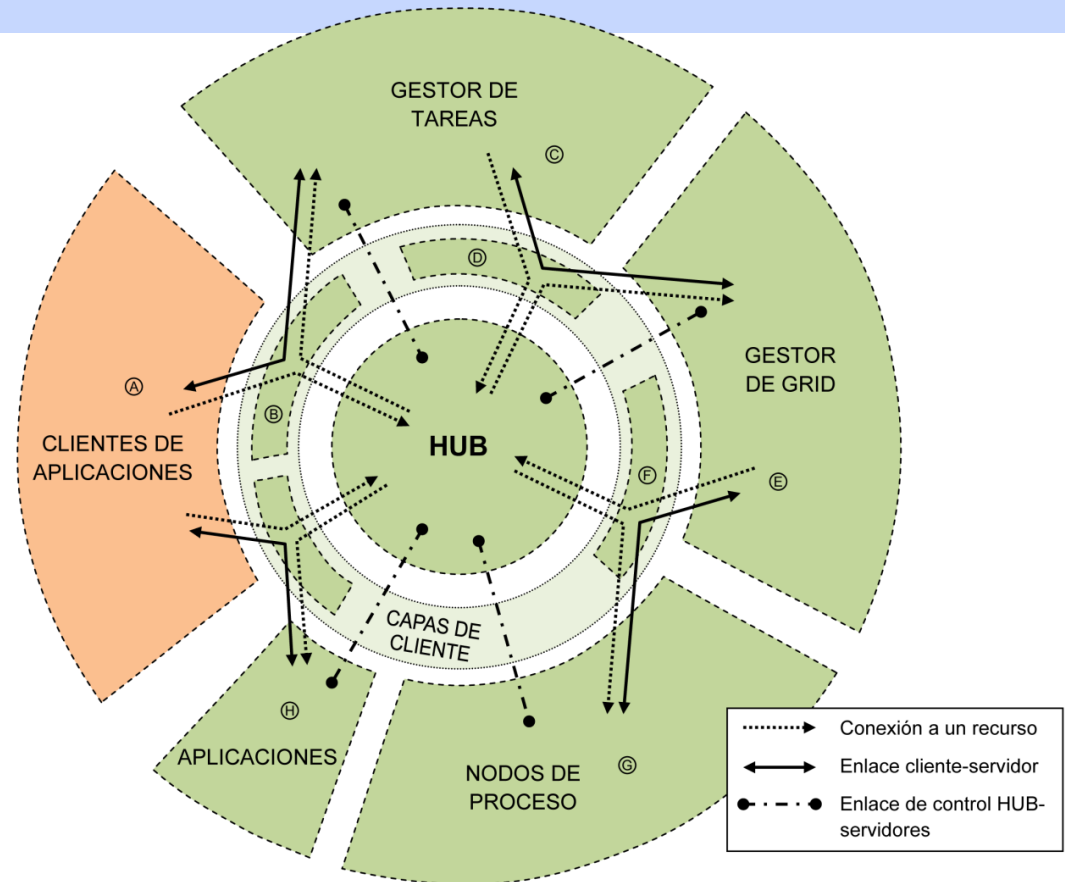 GESTOR DE
TAREAS
Ⓒ
Ⓓ
GESTOR
DE GRID
Ⓐ
CLIENTES DE
APLICACIONES
Ⓑ
HUB
Ⓕ
Ⓔ
CAPAS DE
CLIENTE
Ⓗ
APLICACIONES
NODOS DE
PROCESO
Ⓖ
Conexión a un recurso
Enlace cliente-servidor
Enlace de control HUB-
servidores